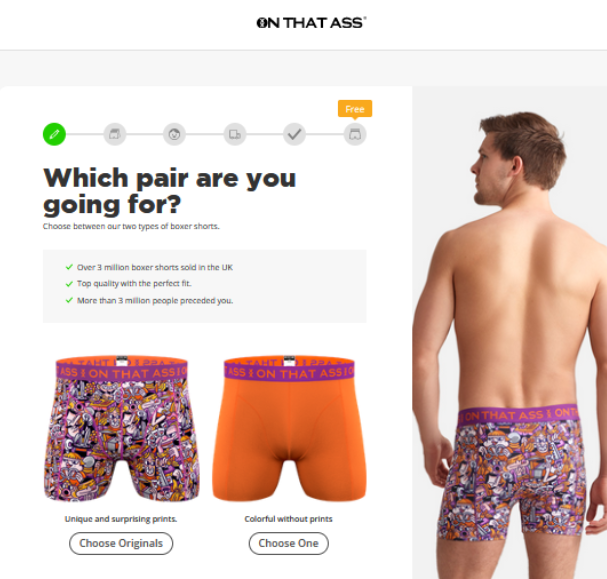 ON THAT ASS®
Free
Which pair are you
going for?
Choose between our two types of boxer shorts.
Over 3 million boxer shorts sold in the UK
Top quality with the perfect fit.
More than 3 million people preceded you.
ASS ON THAT ASS
ASS ON THAT ASS
ON THAT ASS ON
Unique and surprising prints.
Colorful without prints
Choose Originals
Choose One